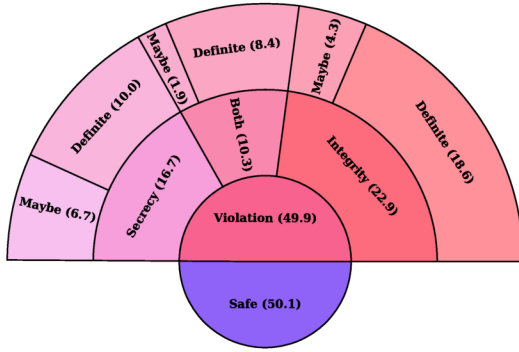 Maybe (4.3)
Definite (8.4)
Maybe (1.9)
Definite (10.0)
Both (10.3)
Definite (18.6)
Integrity (22.9)
Secrecy (16.7)
Maybe (6.7)
Violation (49.9)
Safe (50.1)